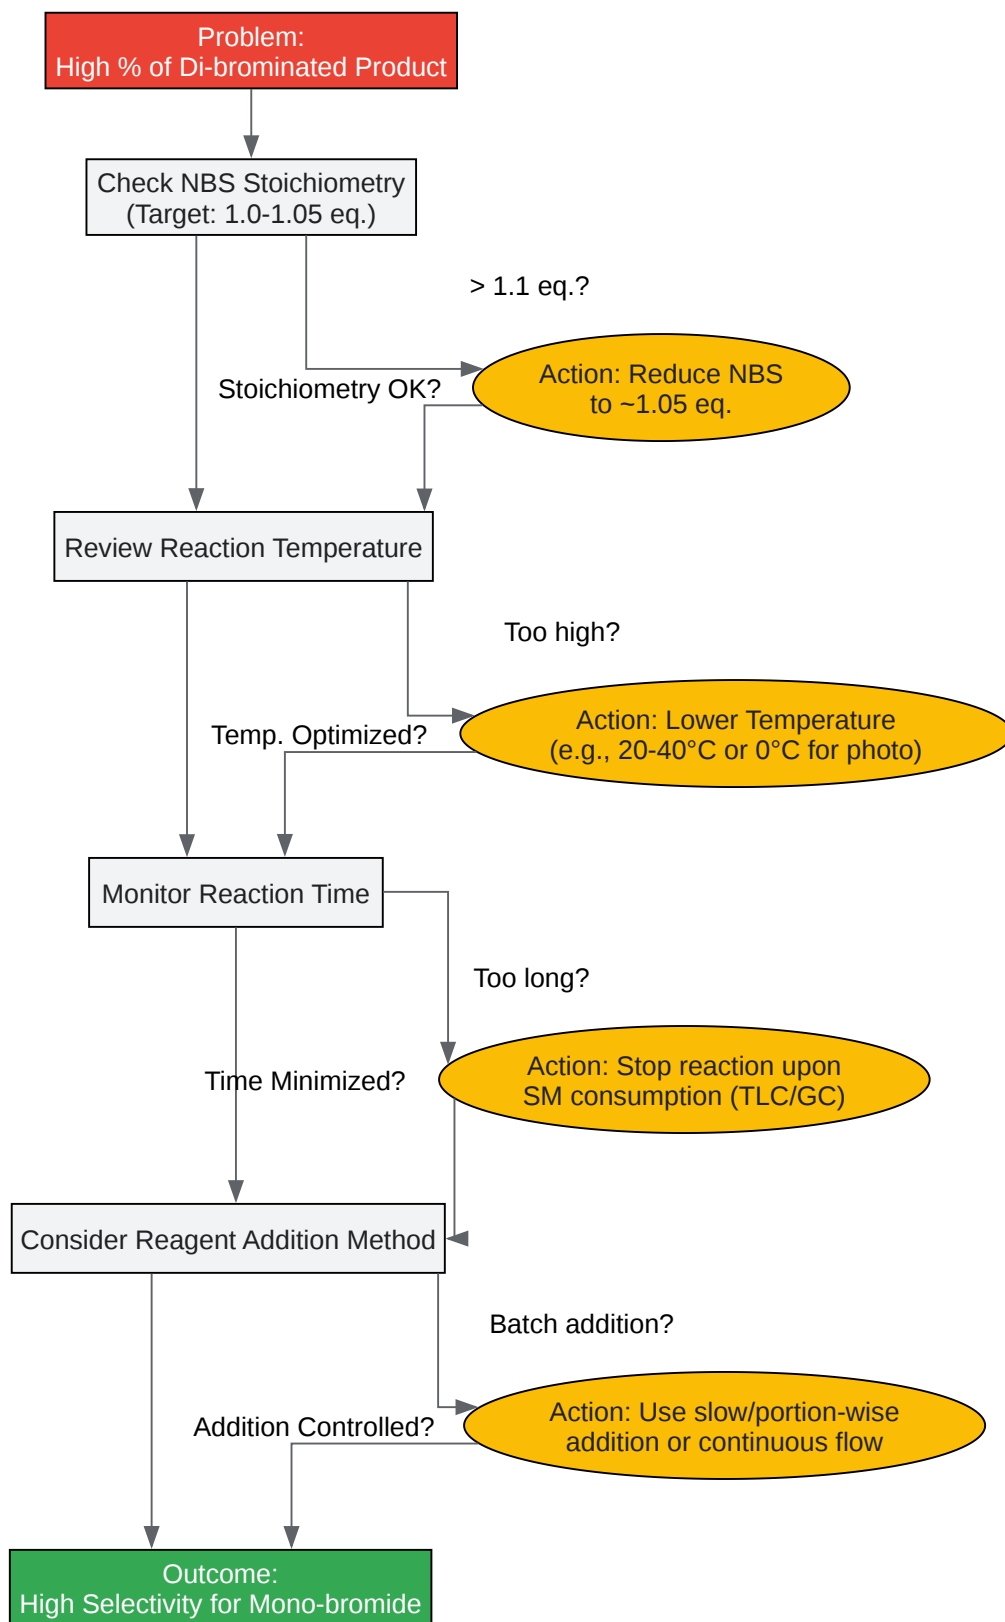 Problem:
High % of Di-brominated Product
Check NBS Stoichiometry
(Target: 1.0-1.05 eq.)
> 1.1 eq.?
Action: Reduce NBS
to ~1.05 eq.
Stoichiometry OK?
Review Reaction Temperature
Too high?
Action: Lower Temperature
(e.g., 20-40°C or 0°C for photo)
Temp. Optimized?
Monitor Reaction Time
Too long?
Action: Stop reaction upon
SM consumption (TLC/GC)
Time Minimized?
Consider Reagent Addition Method
Batch addition?
Action: Use slow/portion-wise
addition or continuous flow
Addition Controlled?
Outcome:
High Selectivity for Mono-bromide